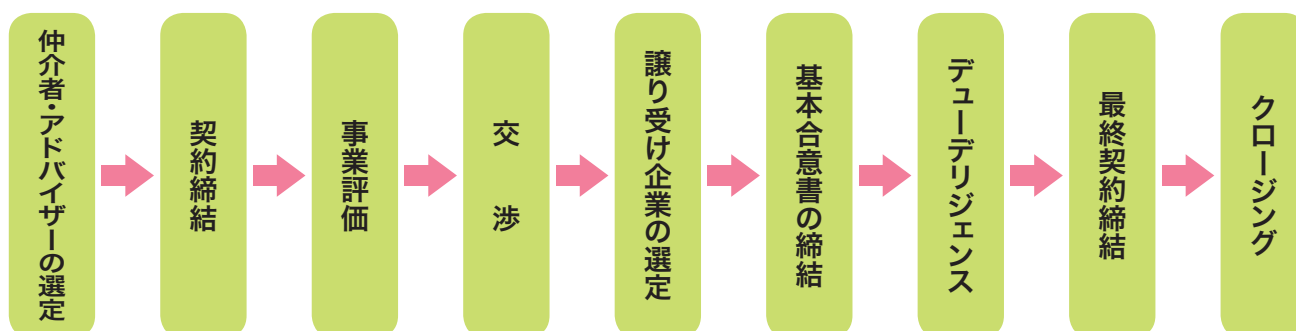 仲介者・アドバイザーの選定
契約締結
事業評価
交渉
譲り受け企業の選定
基本合意書の締結
デューデリジェンス
最終契約締結
クロージング